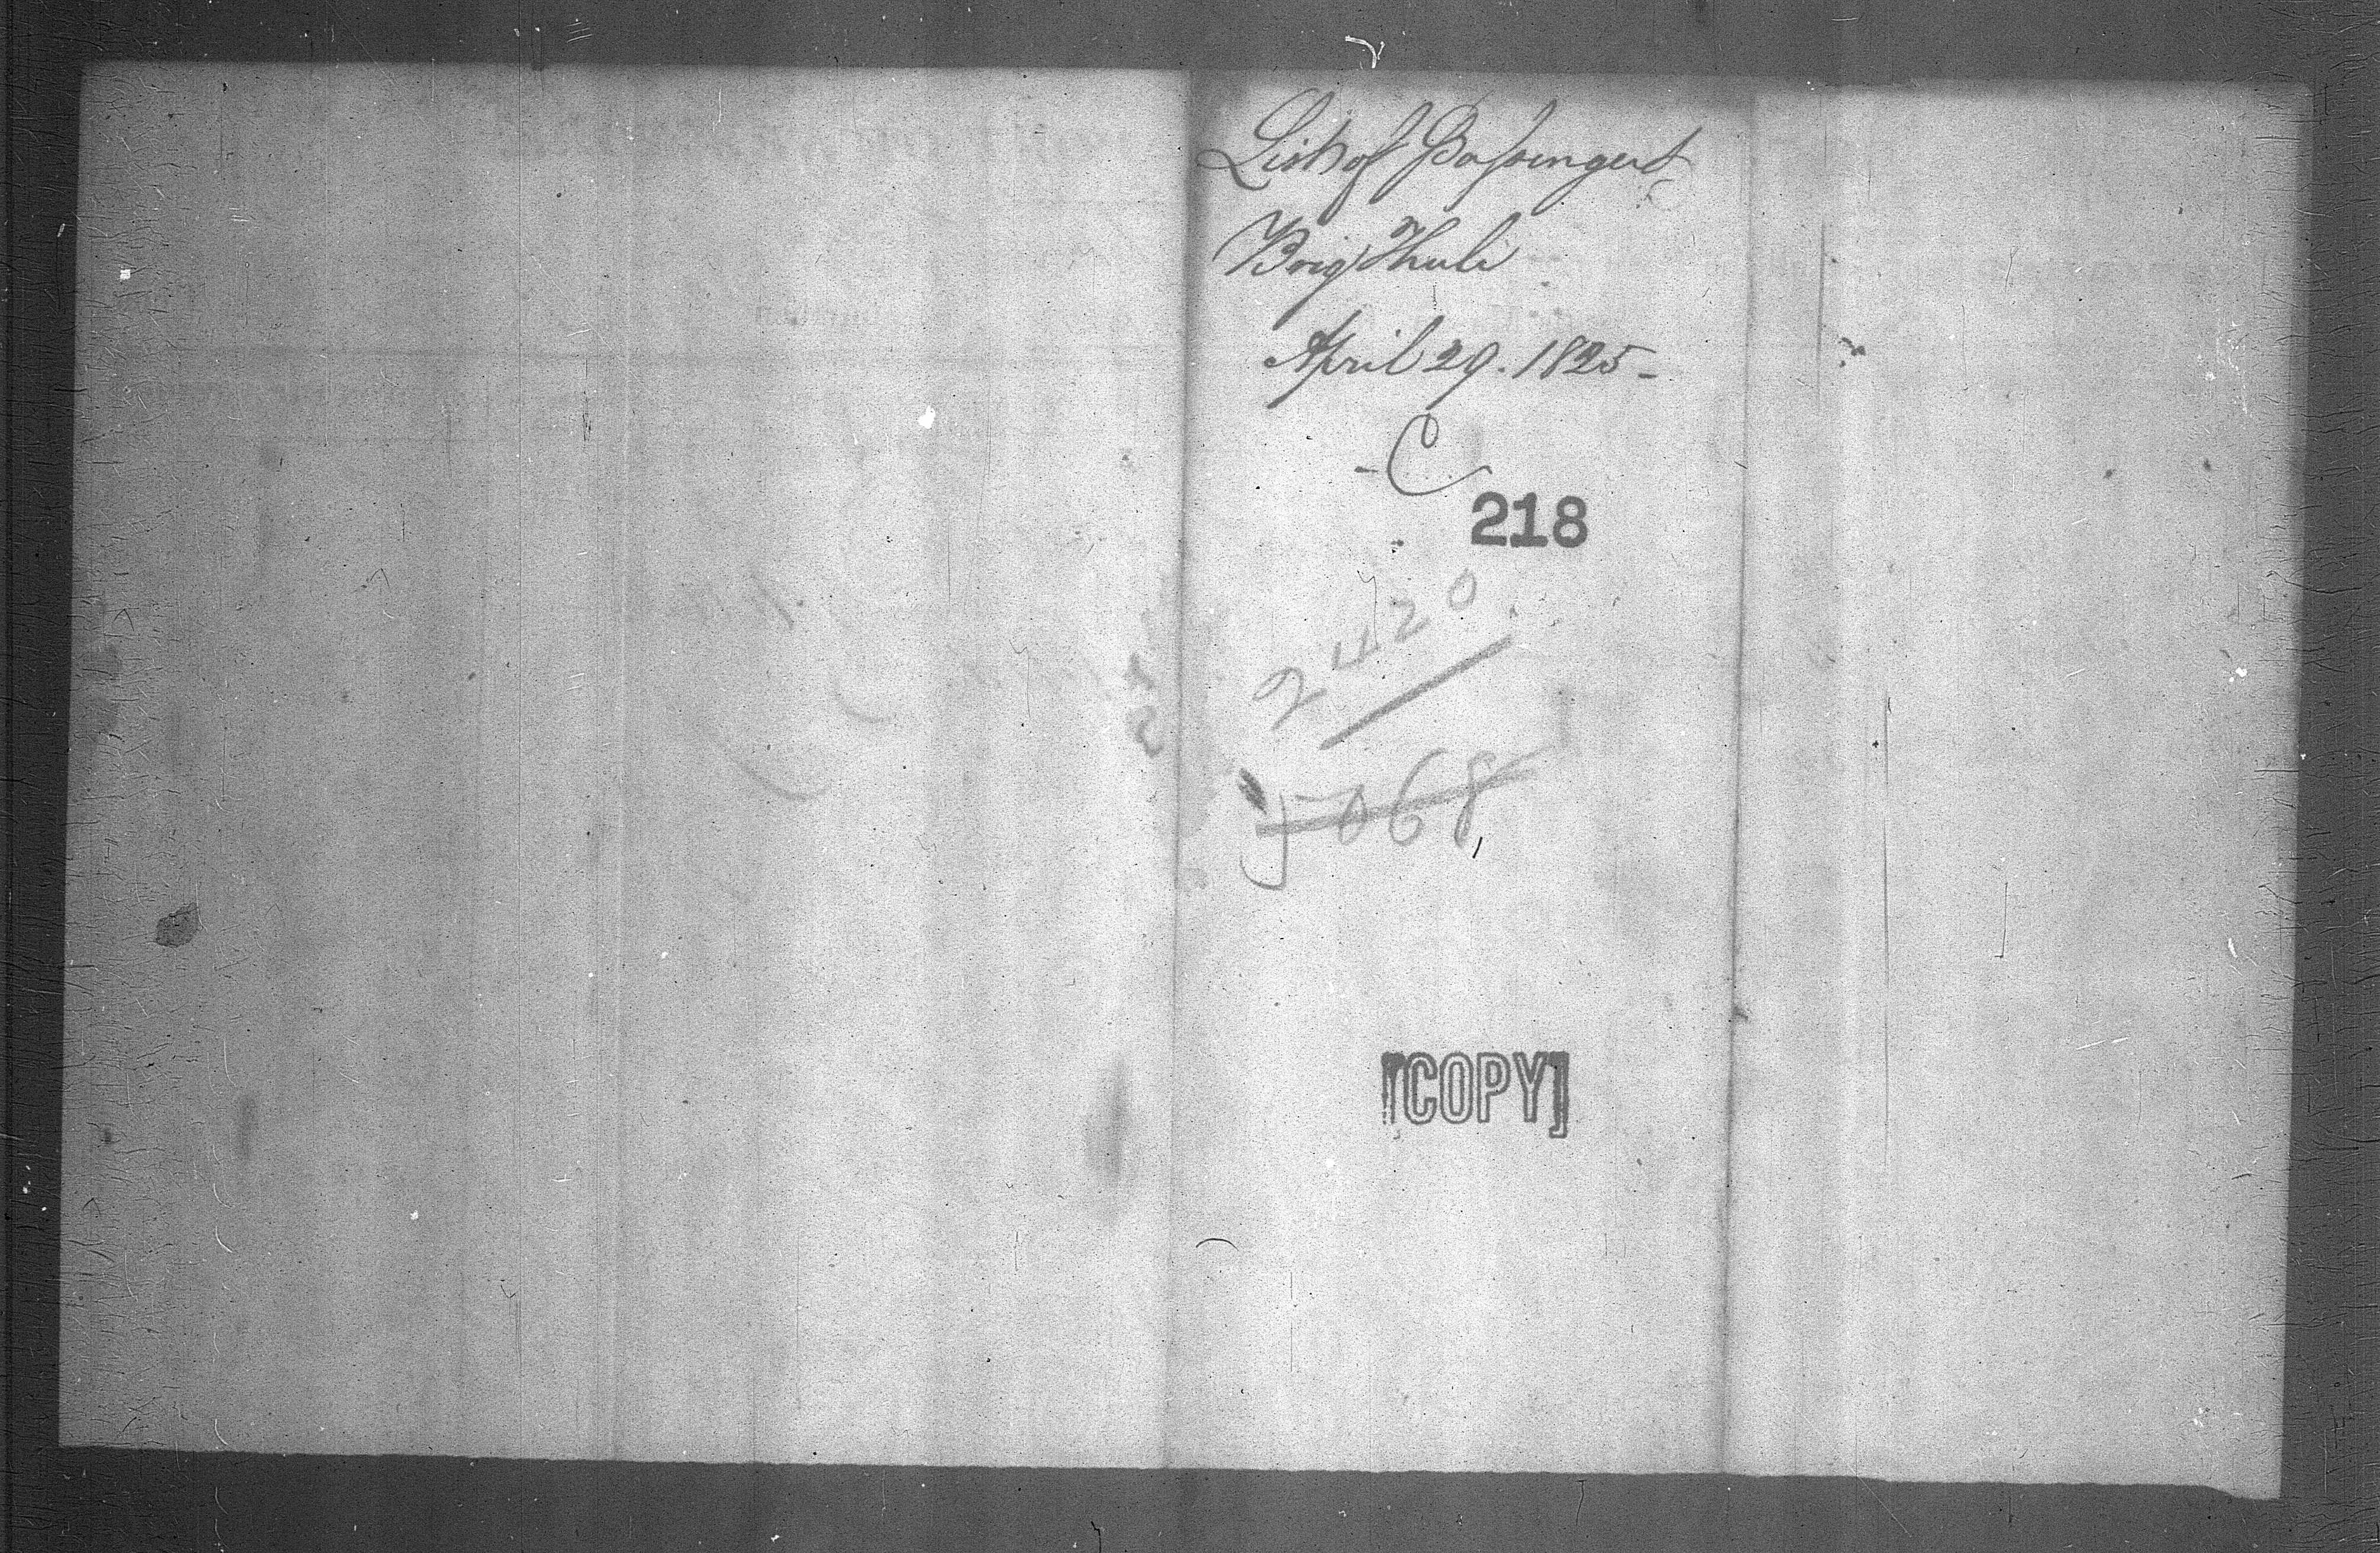 List of Passengers
Brig Thule
April 29. 1825 -
- C
218
2420
5068
[COPY]